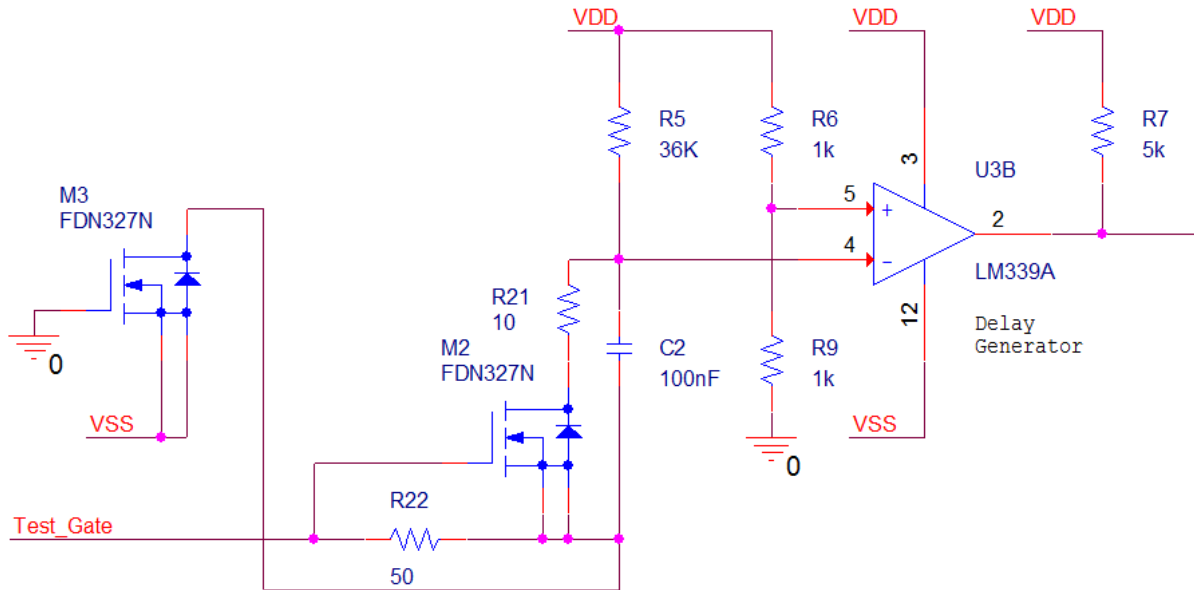 VDD
VDD
VDD
R5
36K
R6
1k
R7
5k
3
U3B
M3
FDN327N
5
+
2
4
−
LM339A
12
R21
10
Delay
Generator
0
M2
FDN327N
C2
100nF
R9
1k
VSS
VSS
0
R22
Test_Gate
50